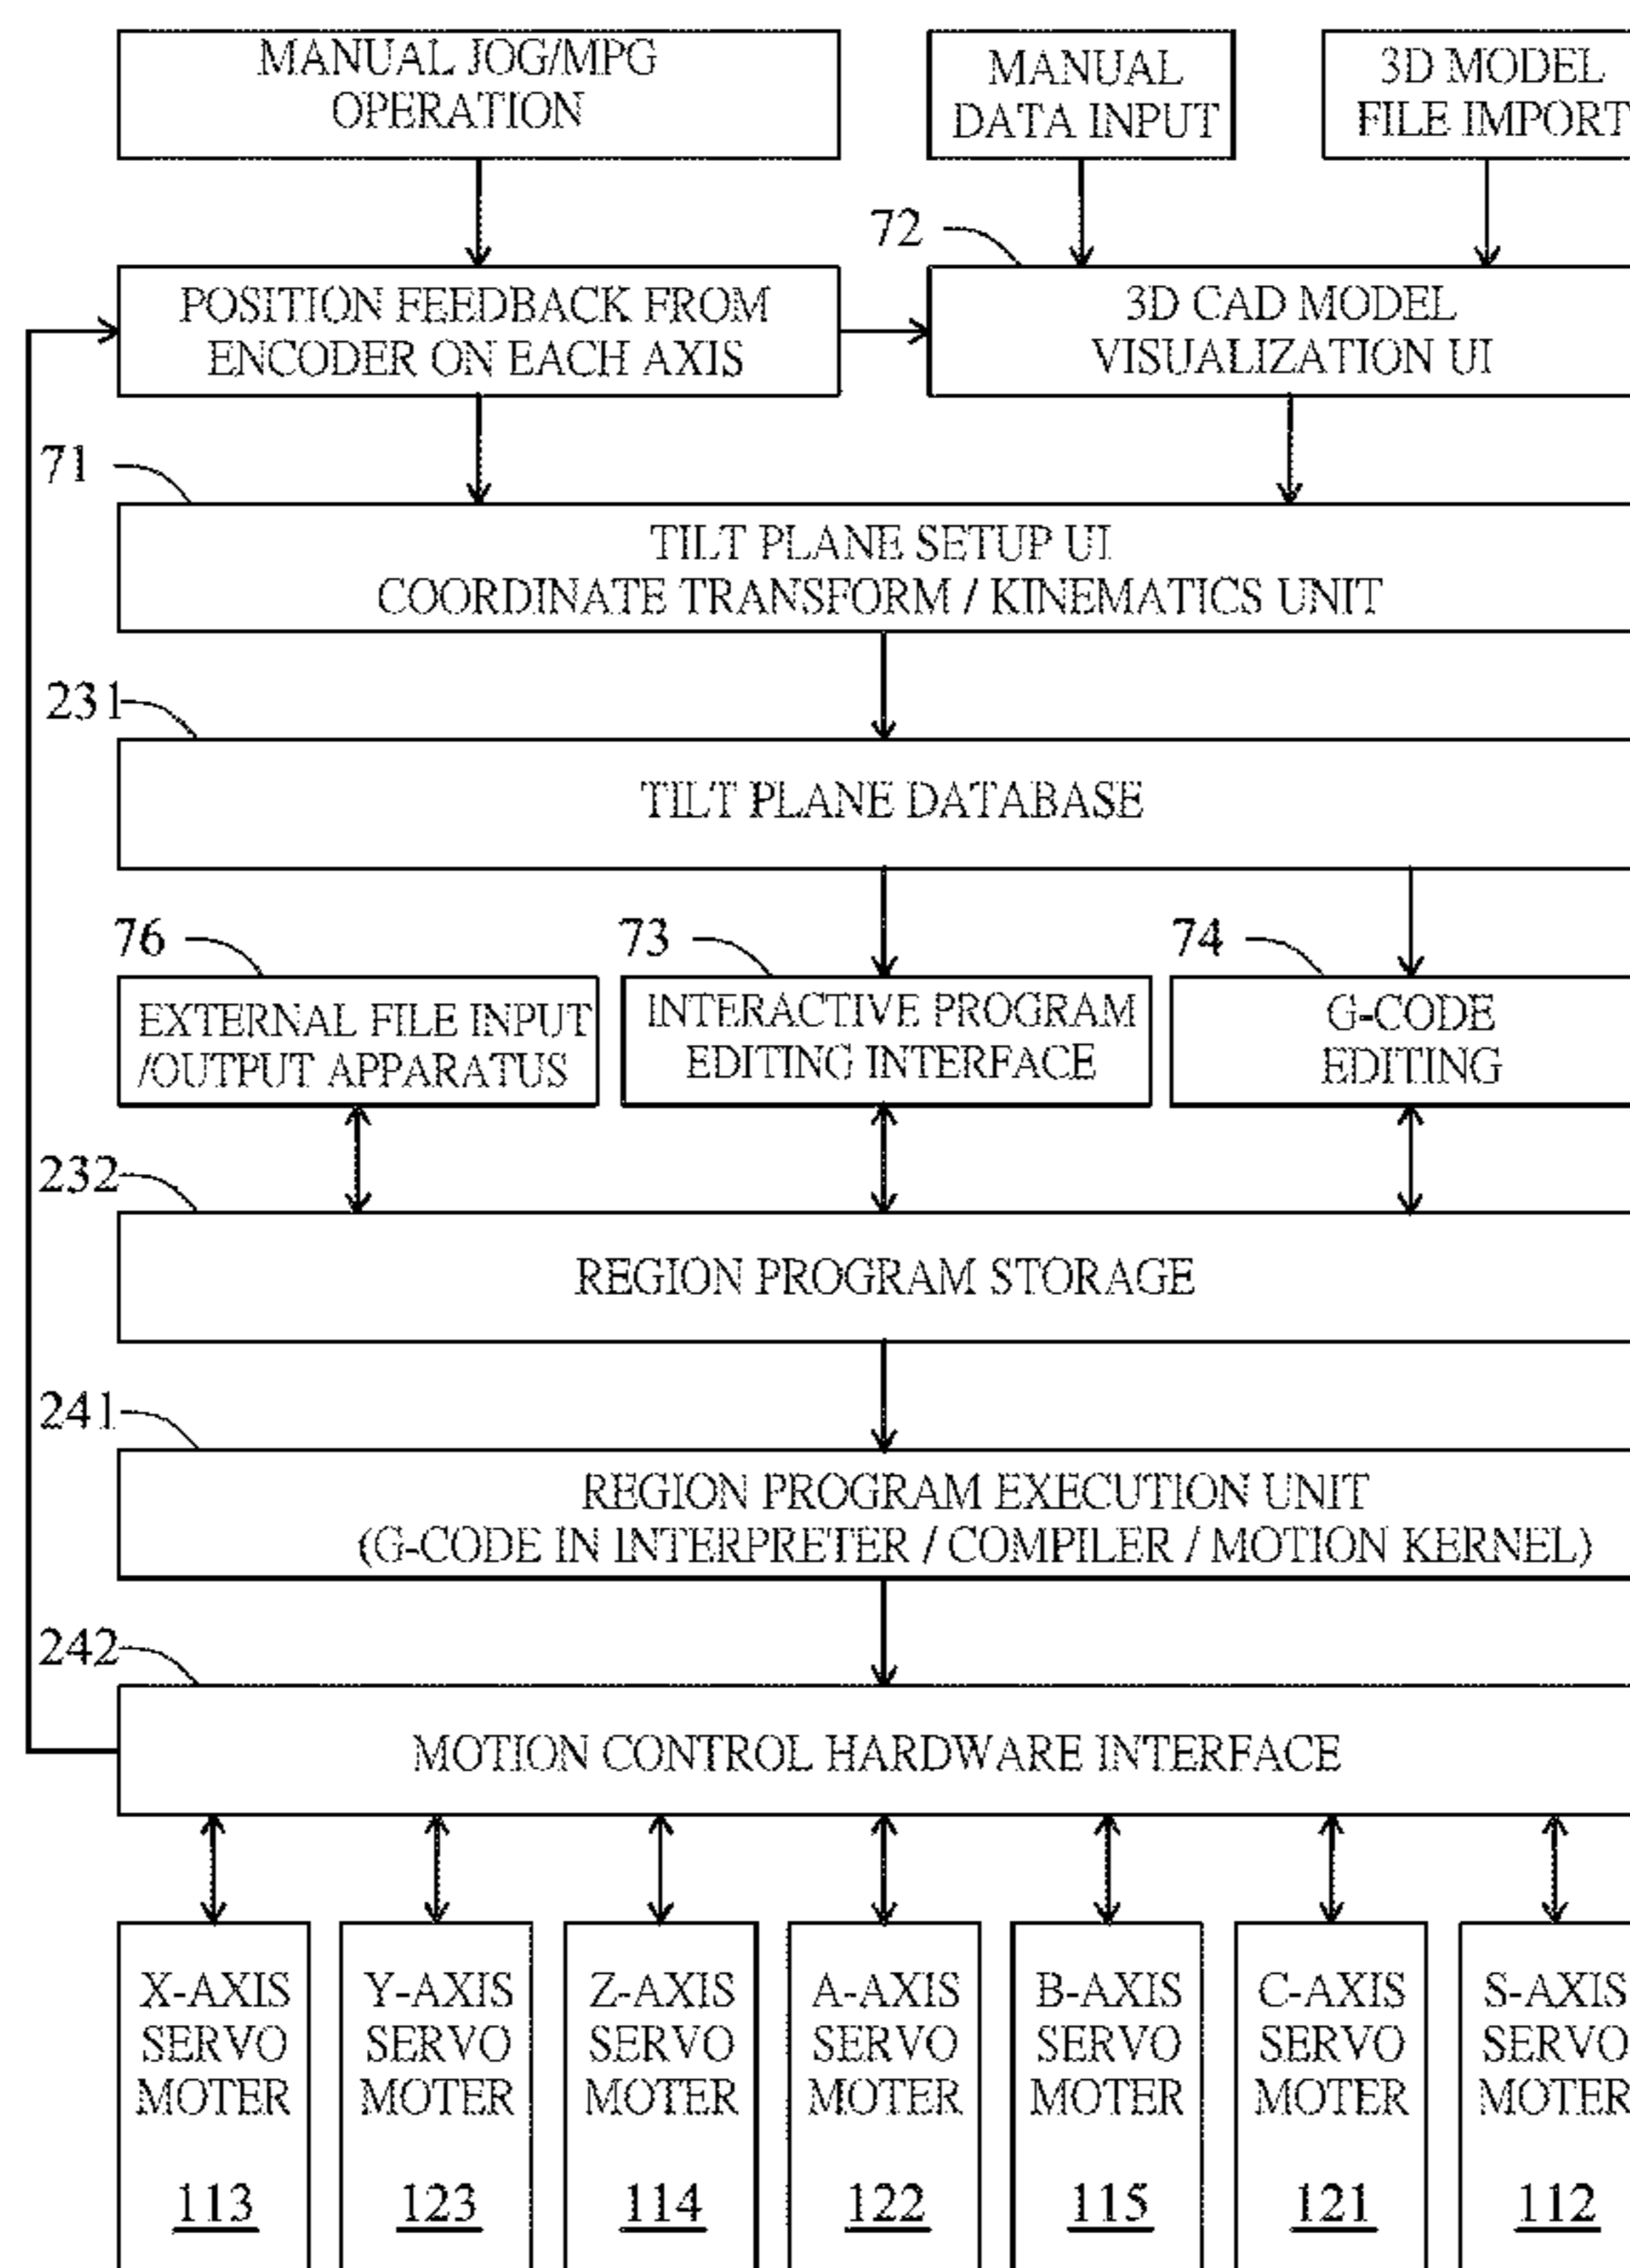 MANUAL JOG/MPG
OPERATION
MANUAL
DATA INPUT
3D MODEL
FILE IMPORT
72
POSITION FEEDBACK FROM
ENCODER ON EACH AXIS
3D CAD MODEL
VISUALIZATION UI
71
TILT PLANE SETUP UI
COORDINATE TRANSFORM / KINEMATICS UNIT
231
TILT PLANE DATABASE
76
73
74
EXTERNAL FILE INPUT
/OUTPUT APPARATUS
INTERACTIVE PROGRAM
EDITING INTERFACE
G-CODE
EDITING
232
REGION PROGRAM STORAGE
241
REGION PROGRAM EXECUTION UNIT
(G-CODE IN INTERPRETER / COMPILER / MOTION KERNEL)
242
MOTION CONTROL HARDWARE INTERFACE
X-AXIS
SERVO
MOTER
113
Y-AXIS
SERVO
MOTER
123
Z-AXIS
SERVO
MOTER
114
A-AXIS
SERVO
MOTER
122
B-AXIS
SERVO
MOTER
115
C-AXIS
SERVO
MOTER
121
S-AXIS
SERVO
MOTER
112